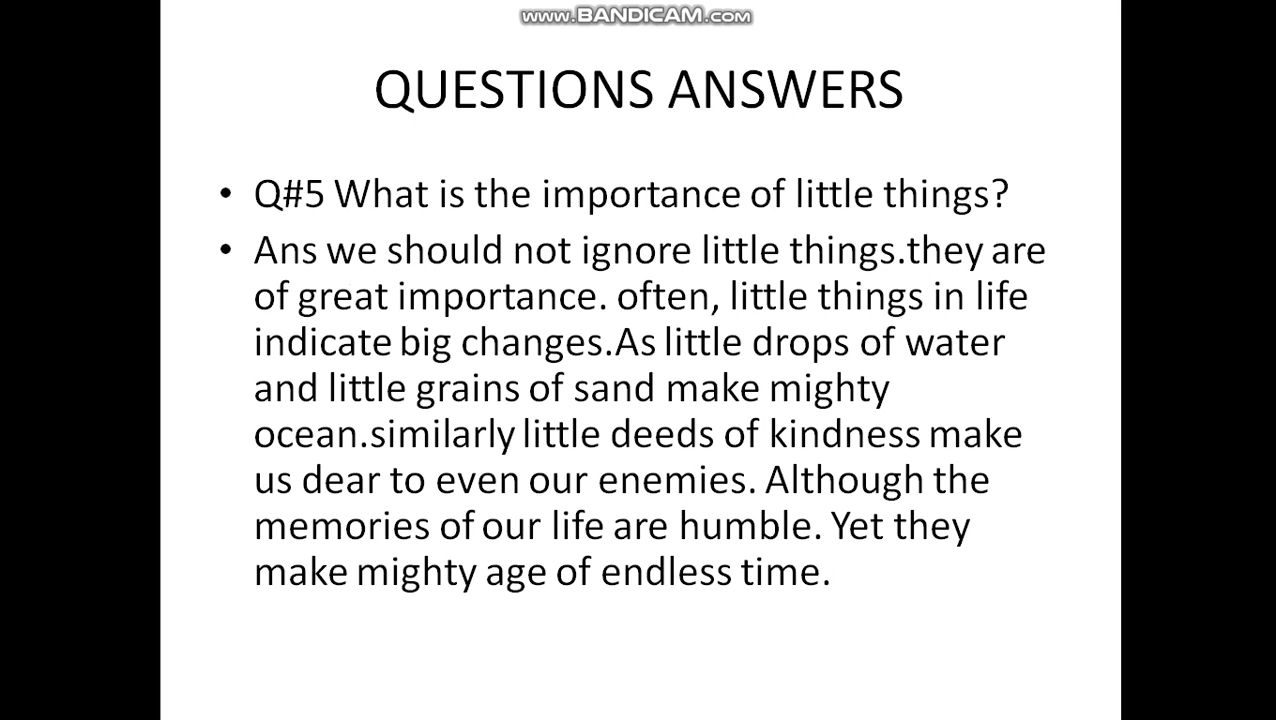 www.BANDICAM.com
QUESTIONS ANSWERS
• Q#5 What is the importance of little things?
• Ans we should not ignore little things.they are
of great importance. often, little things in life
indicate big changes.As little drops of water
and little grains of sand make mighty
ocean.similarly little deeds of kindness make
us dear to even our enemies. Although the
memories of our life are humble. Yet they
make mighty age of endless time.